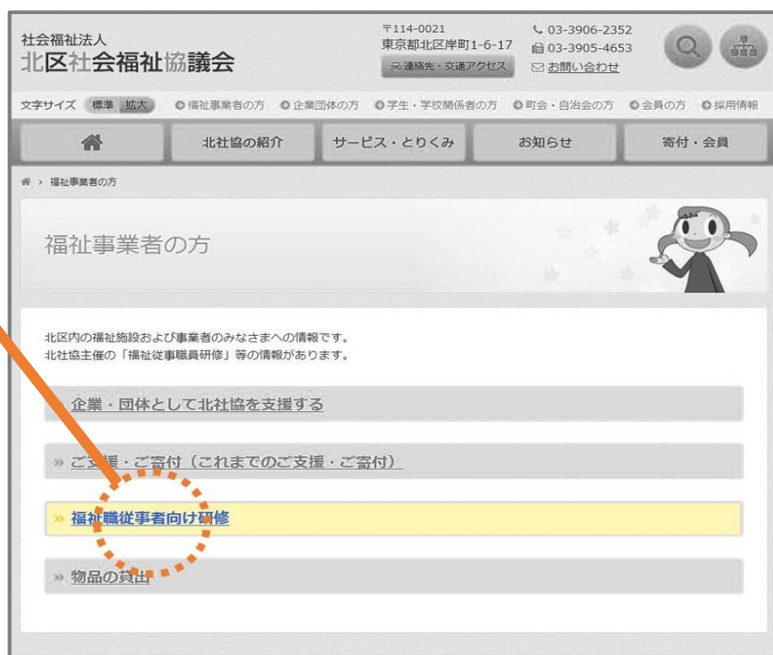 社会福祉法人
北区社会福祉協議会
〒114-0021
東京都北区岸町1-6-17
連絡先・交通アクセス
03-3906-2352
03-3905-4653
お問い合わせ
文字サイズ 標準 拡大 福祉事業者の方 企業団体の方 学生・学校関係者の方 町会・自治会の方 会員の方 採用情報
北社協の紹介 サービス・とりくみ お知らせ 寄付・会員
> 福祉事業者の方
福祉事業者の方
北区内の福祉施設および事業者のみなさまへの情報です。
北社協主催の「福祉従事職員研修」等の情報があります。
企業・団体として北社協を支援する
» ご支援・ご寄付（これまでのご支援・ご寄付）
» 福祉職従事者向け研修
» 物品の貸出